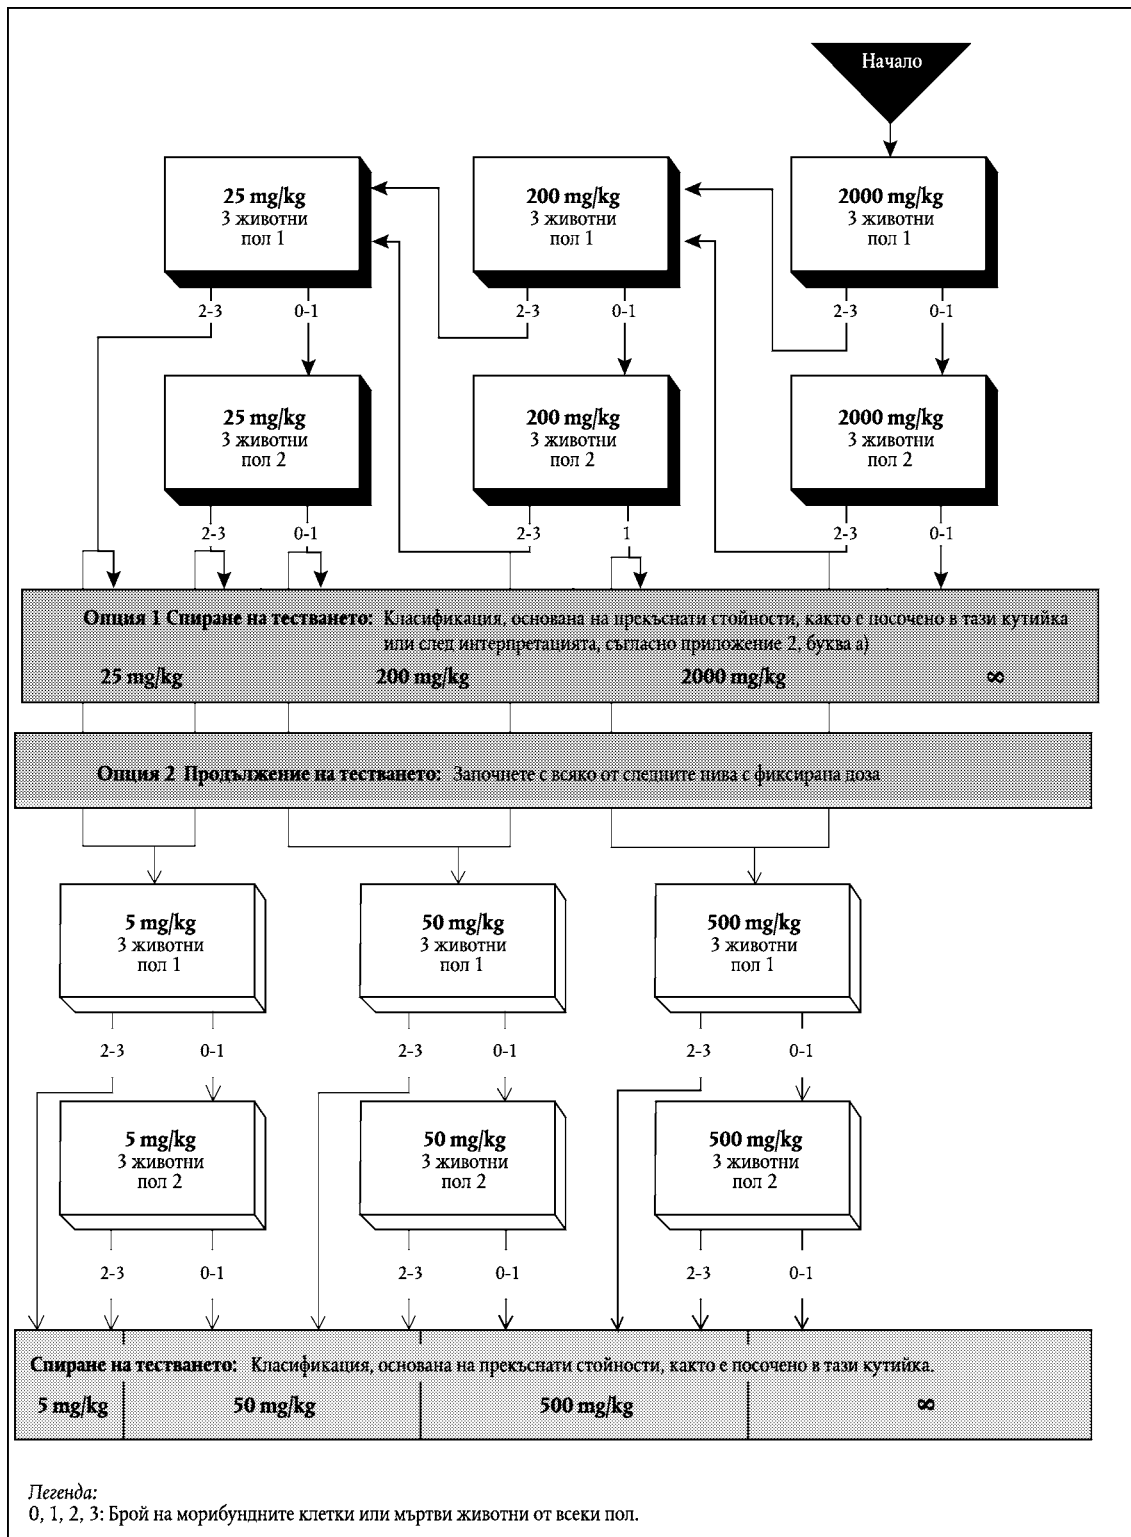 Начало
25 mg/kg
3 животни
пол 1
200 mg/kg
3 животни
пол 1
2000 mg/kg
3 животни
пол 1
2-3
0-1
2-3
0-1
2-3
0-1
25 mg/kg
3 животни
пол 2
200 mg/kg
3 животни
пол 2
2000 mg/kg
3 животни
пол 2
2-3
0-1
2-3
1
2-3
0-1
Опция 1 Спиране на тестването: Класификация, основана на прекъснати стойности, както е посочено в тази кутийка
или след интерпретацията, съгласно приложение 2, буква а)
25 mg/kg
200 mg/kg
2000 mg/kg
∞
Опция 2 Продължение на тестването: Започнете с всяко от следните нива с фиксирана доза
5 mg/kg
3 животни
пол 1
50 mg/kg
3 животни
пол 1
500 mg/kg
3 животни
пол 1
2-3
0-1
2-3
0-1
2-3
0-1
5 mg/kg
3 животни
пол 2
50 mg/kg
3 животни
пол 2
500 mg/kg
3 животни
пол 2
2-3
0-1
2-3
0-1
2-3
0-1
Спиране на тестването: Класификация, основана на прекъснати стойности, както е посочено в тази кутийка.
5 mg/kg
50 mg/kg
500 mg/kg
∞
Легенда:
0, 1, 2, 3: Брой на морибундните клетки или мъртви животни от всеки пол.